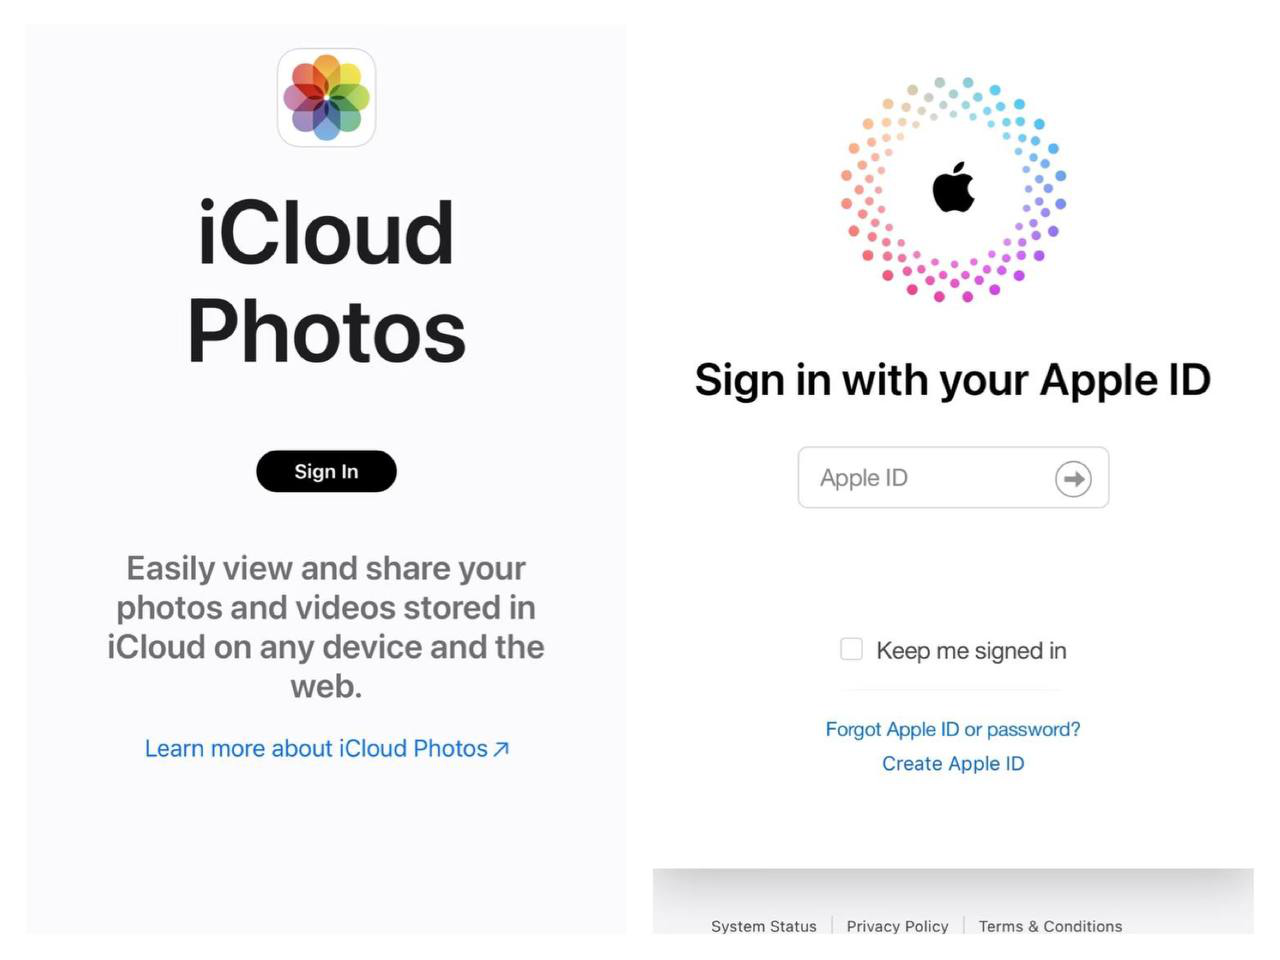 iCloud
Photos
Sign In
Easily view and share your
photos and videos stored in
iCloud on any device and the
web.
Learn more about iCloud Photos
Sign in with your Apple ID
Apple ID
Keep me signed in
Forgot Apple ID or password?
Create Apple ID
System Status
Privacy Policy
Terms & Conditions